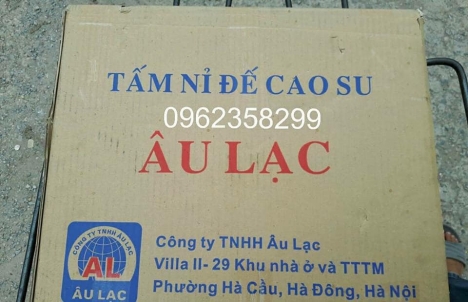 TẤM NỈ ĐẾ CAO SU
0962358299
ÂU LẠC
CÔNG TY TNHH ÂU LẠC
AL
ÂU LẠC
Công ty TNHH Âu Lạc
Villa II- 29 Khu nhà ở và TTTM
Phường Hà Cầu, Hà Đông, Hà Nội